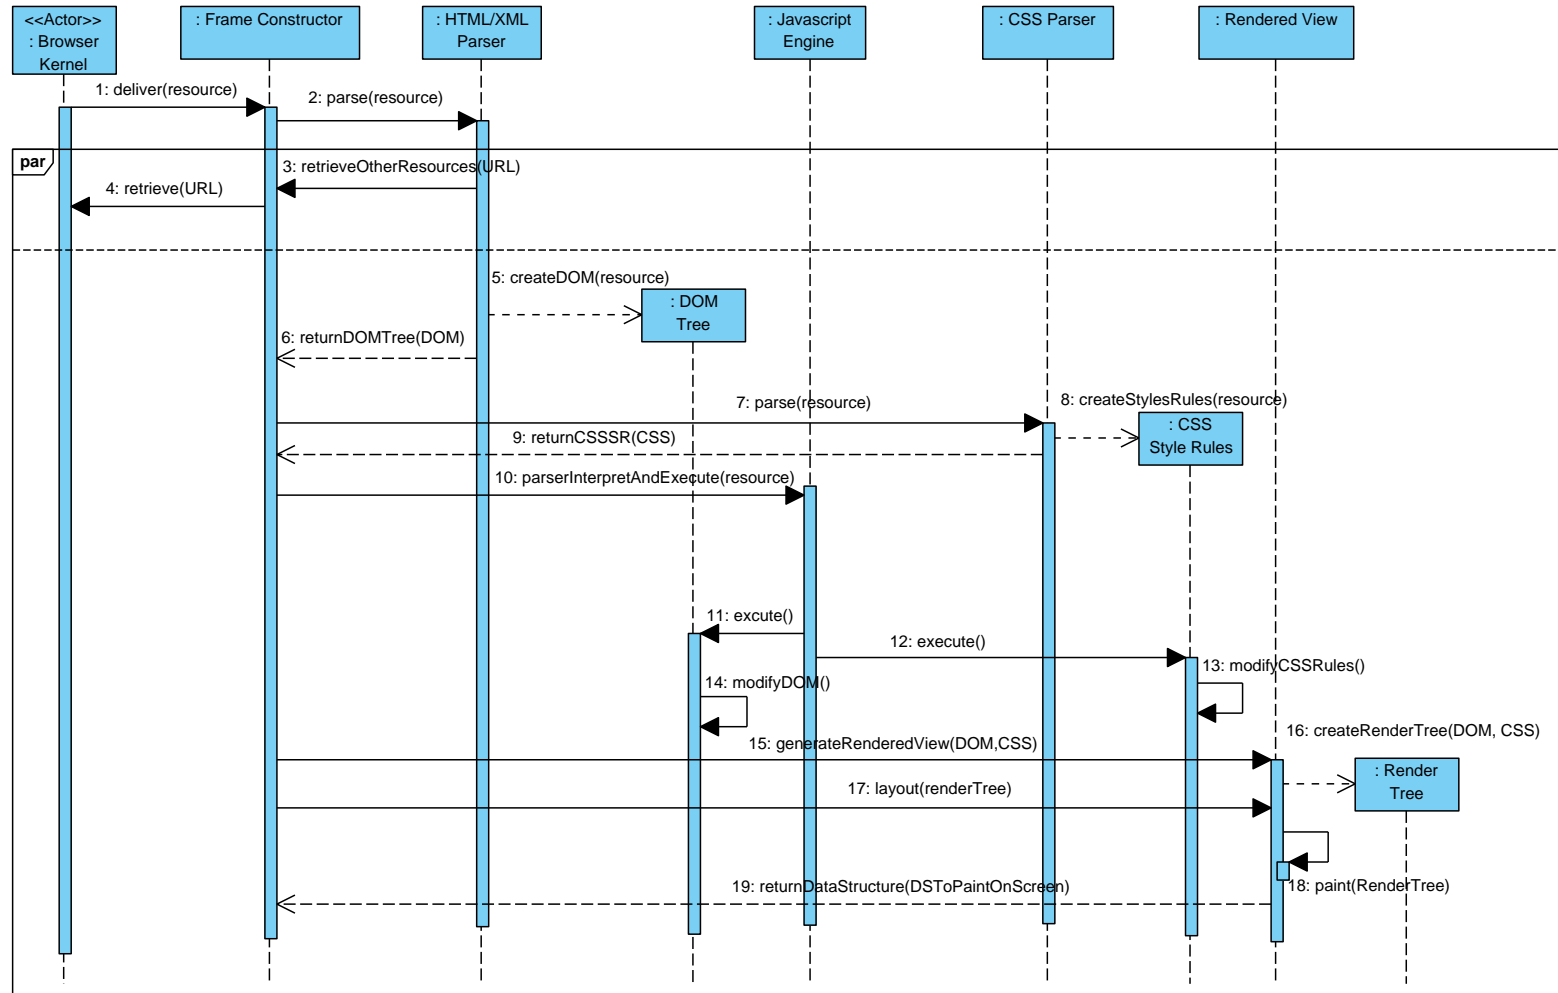 <<Actor>>
: Browser
Kernel
: Frame Constructor
: HTML/XML
Parser
: Javascript
Engine
: CSS Parser
: Rendered View
1: deliver(resource)
2: parse(resource)
par
3: retrieveOtherResources(URL)
4: retrieve(URL)
5: createDOM(resource)
: DOM
Tree
6: returnDOMTree(DOM)
7: parse(resource)
8: createStylesRules(resource)
: CSS
Style Rules
9: returnCSSSR(CSS)
10: parserInterpretAndExecute(resource)
11: excute()
12: execute()
13: modifyCSSRules()
14: modifyDOM()
15: generateRenderedView(DOM,CSS)
16: createRenderTree(DOM, CSS)
: Render
Tree
17: layout(renderTree)
18: paint(RenderTree)
19: returnDataStructure(DSToPaintOnScreen)